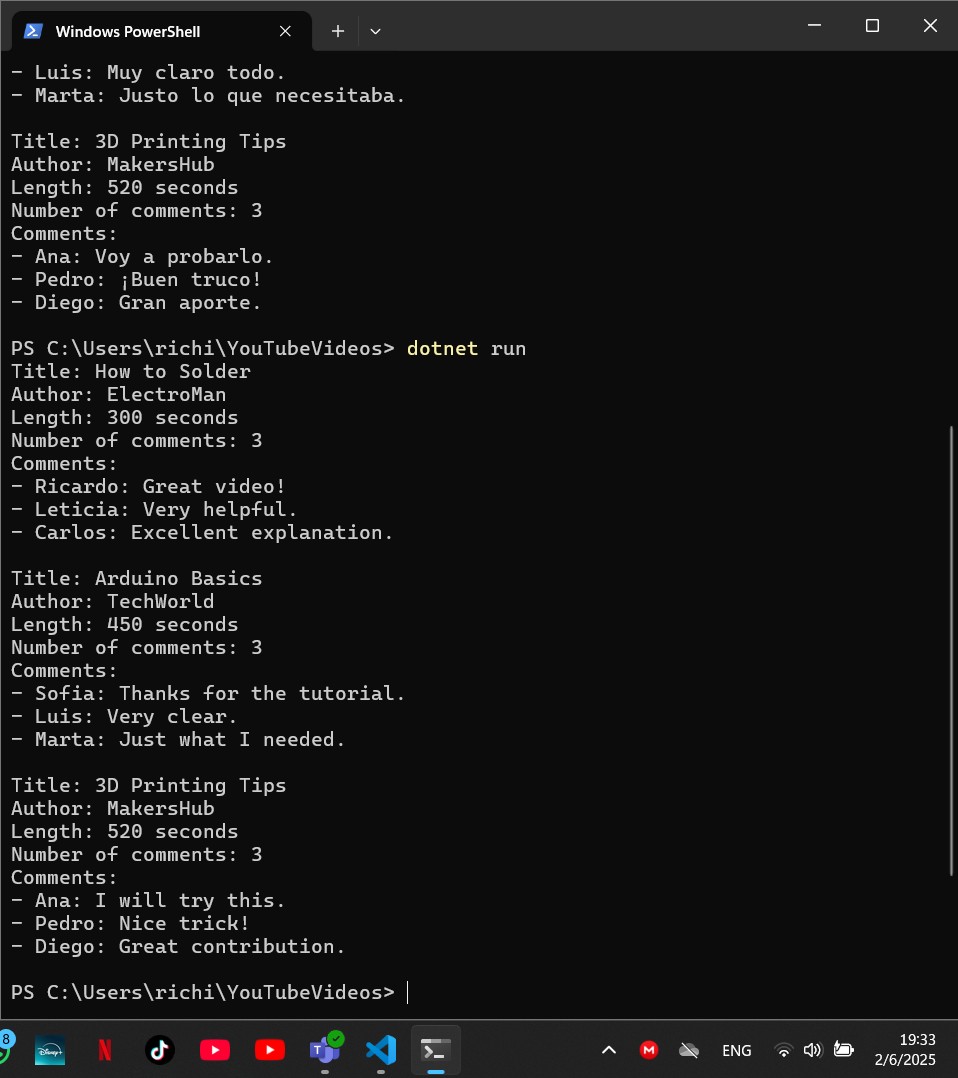 Windows PowerShell
- Luis: Muy claro todo.
- Marta: Justo lo que necesitaba.
Title: 3D Printing Tips
Author: MakersHub
Length: 520 seconds
Number of comments: 3
Comments:
- Ana: Voy a probarlo.
- Pedro: ¡Buen truco!
- Diego: Gran aporte.
PS C:\Users\richi\YouTubeVideos> dotnet run
Title: How to Solder
Author: ElectroMan
Length: 300 seconds
Number of comments: 3
Comments:
- Ricardo: Great video!
- Leticia: Very helpful.
- Carlos: Excellent explanation.
Title: Arduino Basics
Author: TechWorld
Length: 450 seconds
Number of comments: 3
Comments:
- Sofia: Thanks for the tutorial.
- Luis: Very clear.
- Marta: Just what I needed.
Title: 3D Printing Tips
Author: MakersHub
Length: 520 seconds
Number of comments: 3
Comments:
- Ana: I will try this.
- Pedro: Nice trick!
- Diego: Great contribution.
PS C:\Users\richi\YouTubeVideos>
8
Disney+
N
T
M
ENG
19:33
2/6/2025